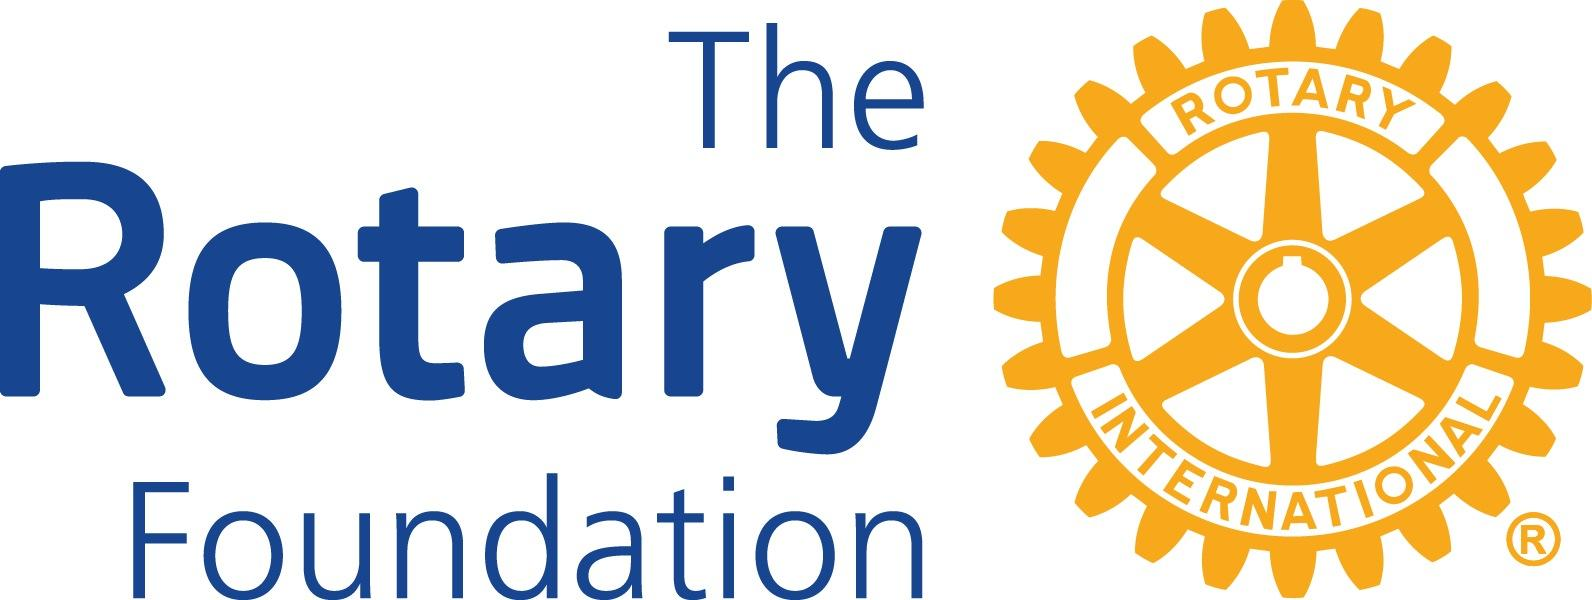 The
Rotary
Foundation
ROTARY
INTERNATIONAL
®